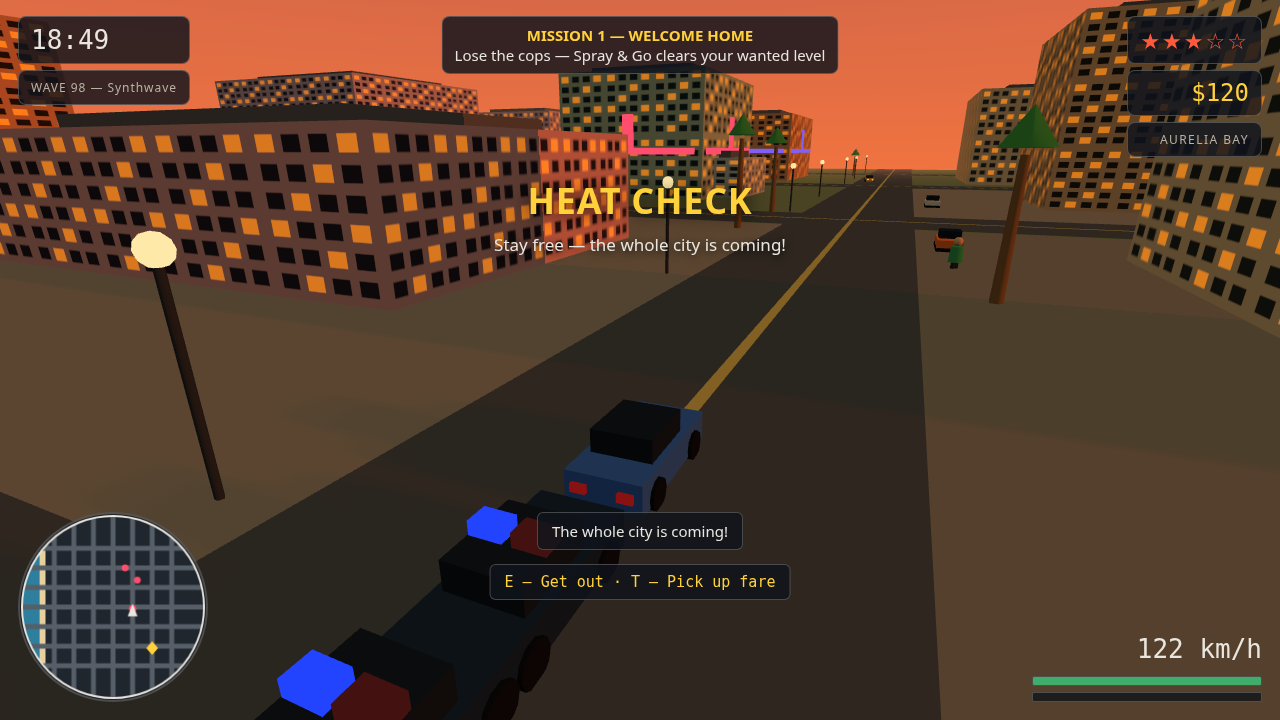 18:49
WAVE 98 — Synthwave
MISSION 1 — WELCOME HOME
Lose the cops — Spray & Go clears your wanted level
★★★☆☆
$120
AURELIA BAY
HEAT CHECK
Stay free — the whole city is coming!
The whole city is coming!
E — Get out · T — Pick up fare
122 km/h